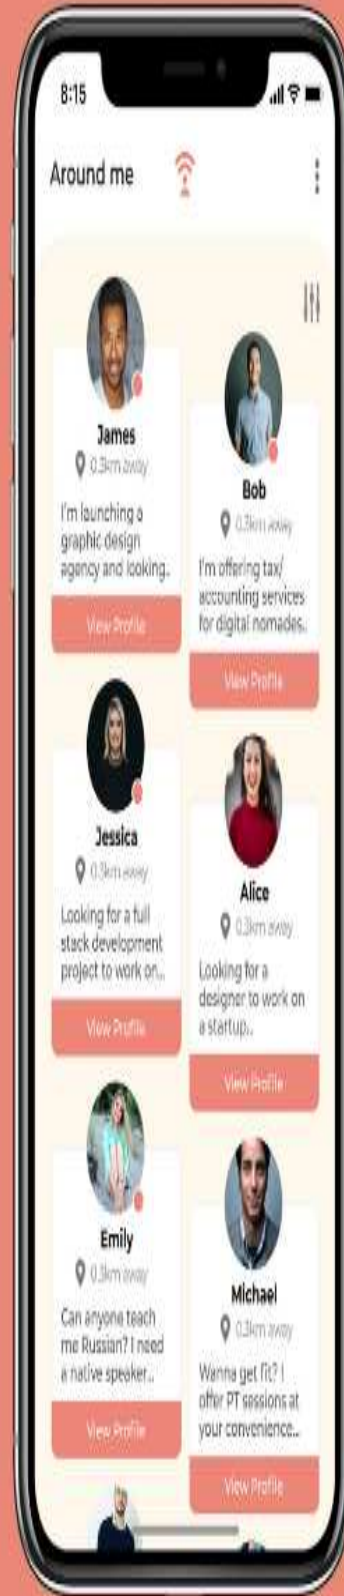 8:15
Around me
James
0.3km away
I'm launching a
graphic design
agency and looking..
View Profile
Bob
0.3km away
I'm offering tax/
accounting services
for digital nomades..
View Profile
Jessica
0.3km away
Looking for a full
stack development
project to work on...
View Profile
Alice
0.3km away
Looking for a
designer to work on
a startup..
View Profile
Emily
0.3km away
Can anyone teach
me Russian? I need
a native speaker...
View Profile
Michael
0.3km away
Wanna get fit? I
offer PT sessions at
your convenience...
View Profile